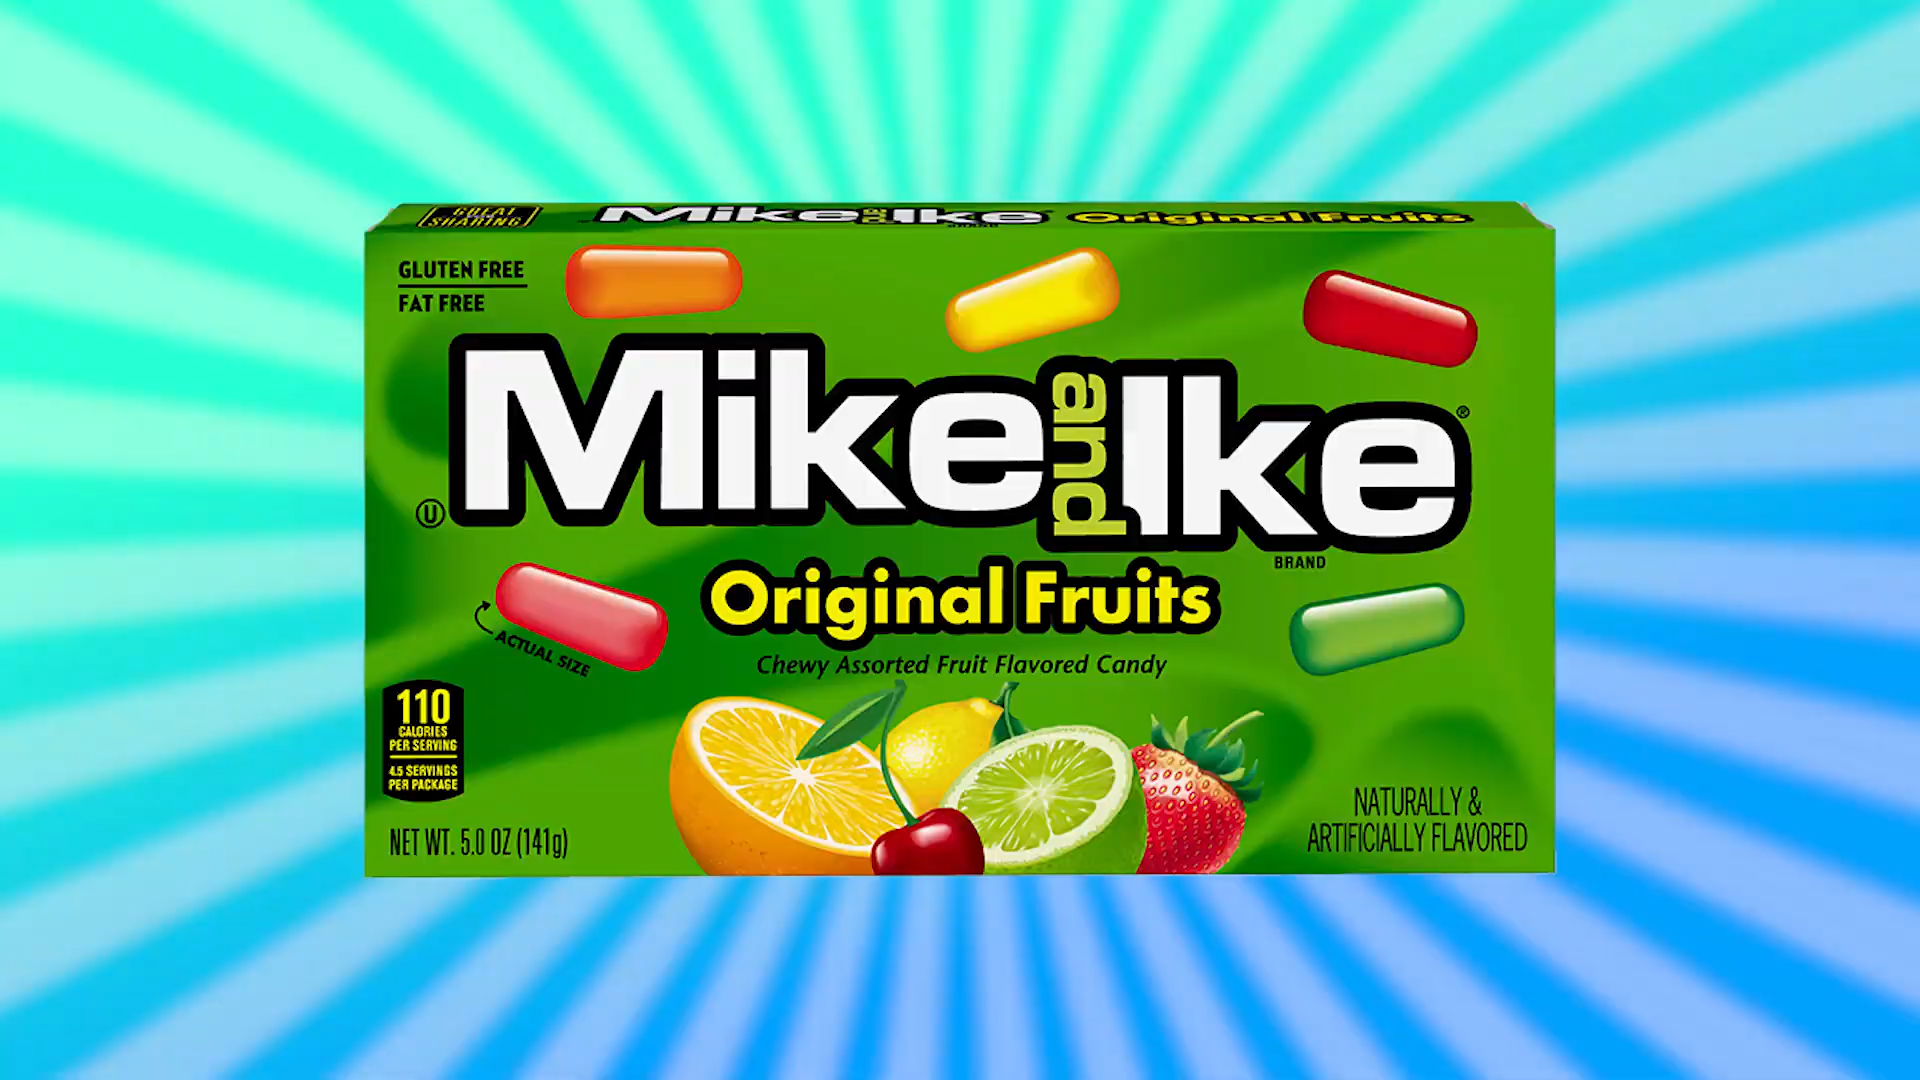 GREAT
SHARING
Mike and Ike Original Fruits
GLUTEN FREE
FAT FREE
Mike and Ike®
U
BRAND
Original Fruits
ACTUAL SIZE
Chewy Assorted Fruit Flavored Candy
110
CALORIES
PER SERVING
4.5 SERVINGS
PER PACKAGE
NET WT. 5.0 OZ (141g)
NATURALLY &
ARTIFICIALLY FLAVORED